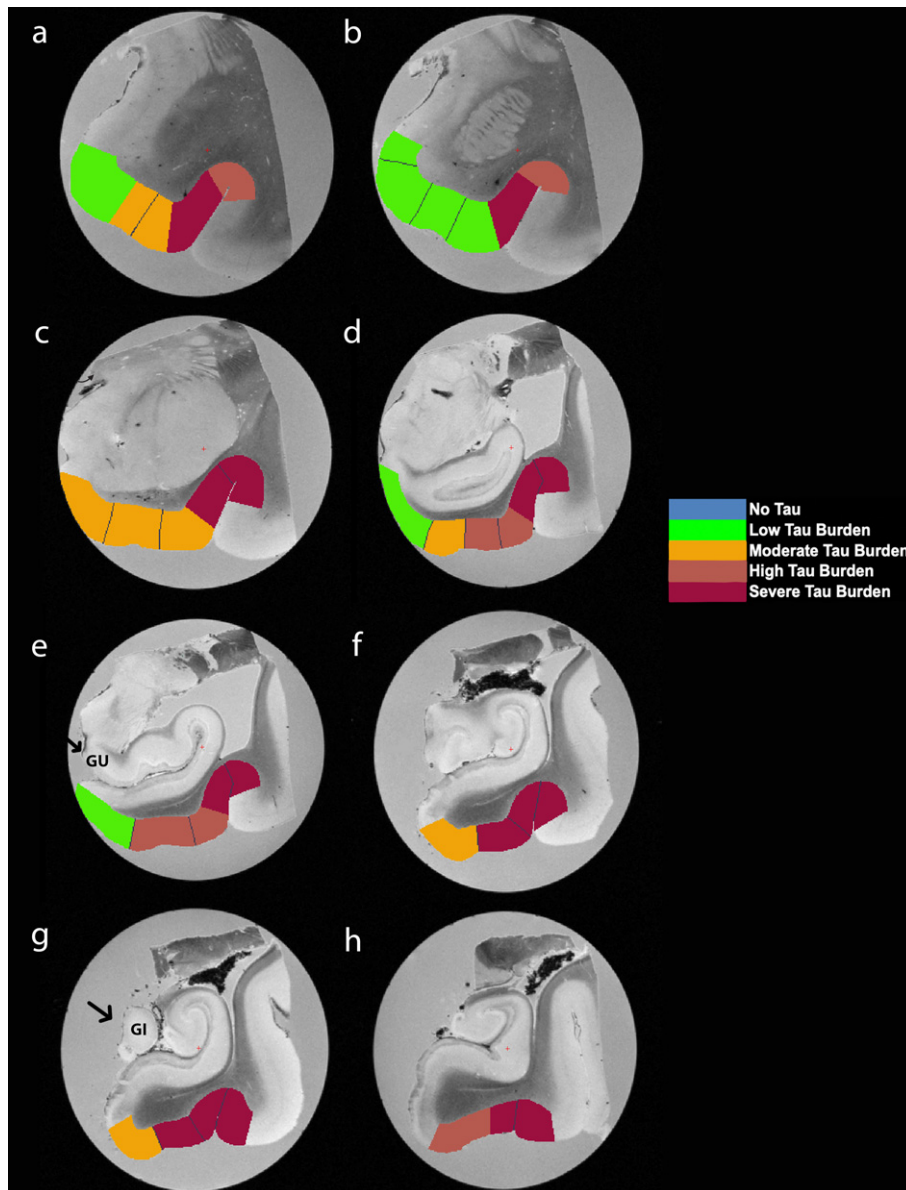 a
b
c
d
No Tau
Low Tau Burden
Moderate Tau Burden
High Tau Burden
Severe Tau Burden
e
f
GU
g
h
GI